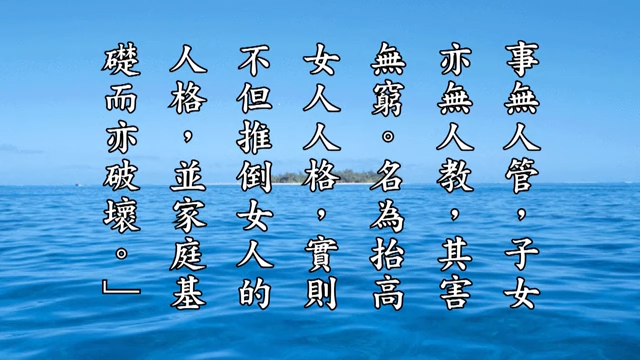 事無人管，子女
亦無人教，其害
無窮。名為抬高
女人人格，實則
不但推倒女人的
人格，並家庭基
礎而亦破壞。」